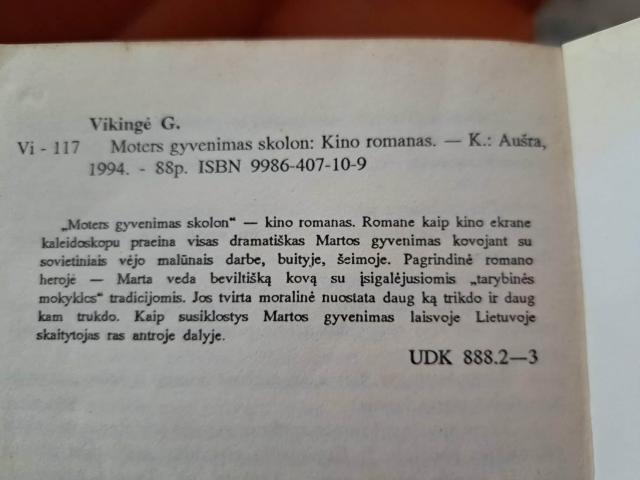 Vikingė G.
Vi - 117 Moters gyvenimas skolon: Kino romanas. — K.: Aušra,
1994. - 88p. ISBN 9986-407-10-9
„Moters gyvenimas skolon“ — kino romanas. Romane kaip kino ekrane
kaleidoskopu praeina visas dramatiškas Martos gyvenimas kovojant su
sovietiniais vėjo malūnais darbe, buityje, šeimoje. Pagrindinė romano
herojė — Marta veda beviltišką kovą su įsigalėjusiomis „tarybinės
mokyklos“ tradicijomis. Jos tvirta moralinė nuostata daug ką trikdo ir daug
kam trukdo. Kaip susiklostys Martos gyvenimas laisvoje Lietuvoje
skaitytojas ras antroje dalyje.
UDK 888.2—3